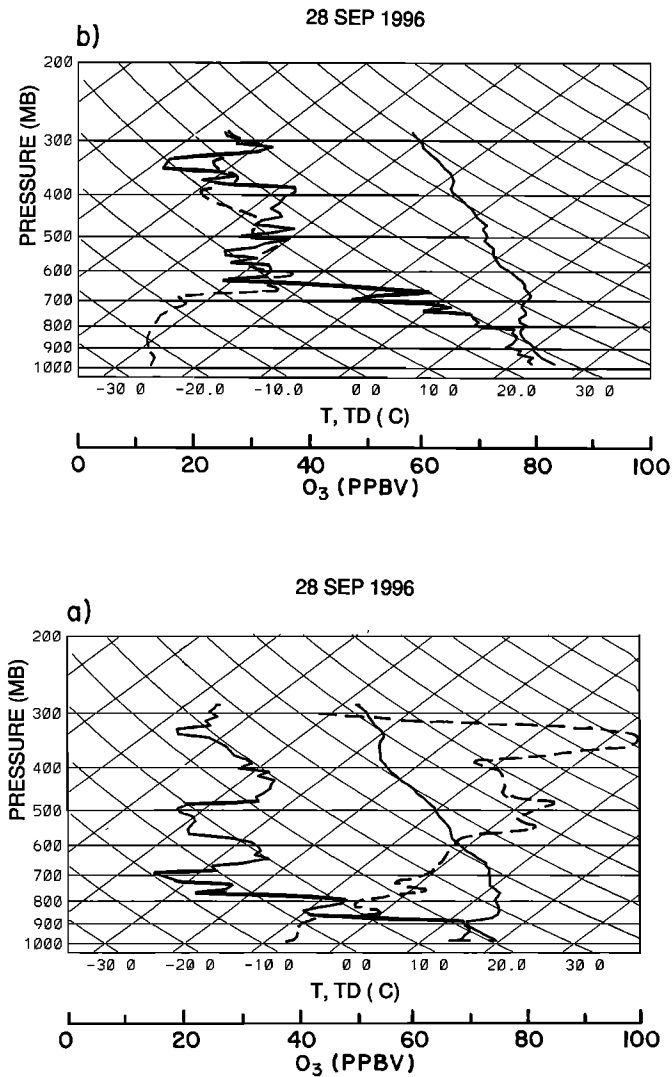 28 SEP 1996
b)
200
300
400
500
600
700
800
900
1000
PRESSURE (MB)
-30 0 -20.0 -10.0 0 0 10 0 20.0 30 0
T, TD ( C)
0 20 40 60 80 100
O3 (PPBV)
28 SEP 1996
a)
200
300
400
500
600
700
800
900
1000
PRESSURE (MB)
-30 0 -20 0 -10 0 0 0 10 0 20.0 30 0
T, TD ( C)
0 20 40 60 80 100
O3 (PPBV)